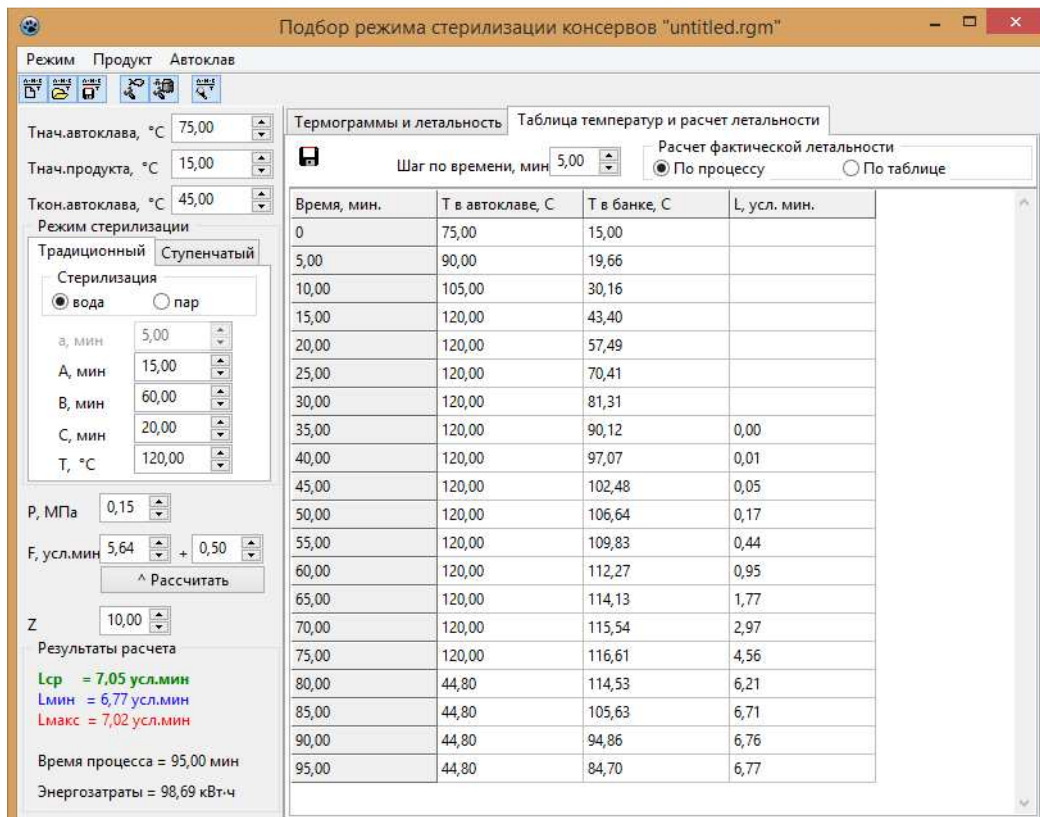 Подбор режима стерилизации консервов "untitled.rgm"
Режим Продукт Автоклав
Тнач.автоклава, °C 75,00
Тнач.продукта, °C 15,00
Ткон.автоклава, °C 45,00
Режим стерилизации
Традиционный Ступенчатый
Стерилизация
вода пар
а, мин 5,00
А, мин 15,00
В, мин 60,00
С, мин 20,00
Т, °C 120,00
Р, МПа 0,15
F, усл.мин 5,64 + 0,50
^ Рассчитать
Z 10,00
Результаты расчета
Lср = 7,05 усл.мин
Lмин = 6,77 усл.мин
Lмакс = 7,02 усл.мин
Время процесса = 95,00 мин
Энергозатраты = 98,69 кВт·ч
Термограммы и летальность Таблица температур и расчет летальности
Шаг по времени, мин 5,00
Расчет фактической летальности
По процессу По таблице
Время, мин. Т в автоклаве, С Т в банке, С L, усл. мин.
0 75,00 15,00
5,00 90,00 19,66
10,00 105,00 30,16
15,00 120,00 43,40
20,00 120,00 57,49
25,00 120,00 70,41
30,00 120,00 81,31
35,00 120,00 90,12 0,00
40,00 120,00 97,07 0,01
45,00 120,00 102,48 0,05
50,00 120,00 106,64 0,17
55,00 120,00 109,83 0,44
60,00 120,00 112,27 0,95
65,00 120,00 114,13 1,77
70,00 120,00 115,54 2,97
75,00 120,00 116,61 4,56
80,00 44,80 114,53 6,21
85,00 44,80 105,63 6,71
90,00 44,80 94,86 6,76
95,00 44,80 84,70 6,77